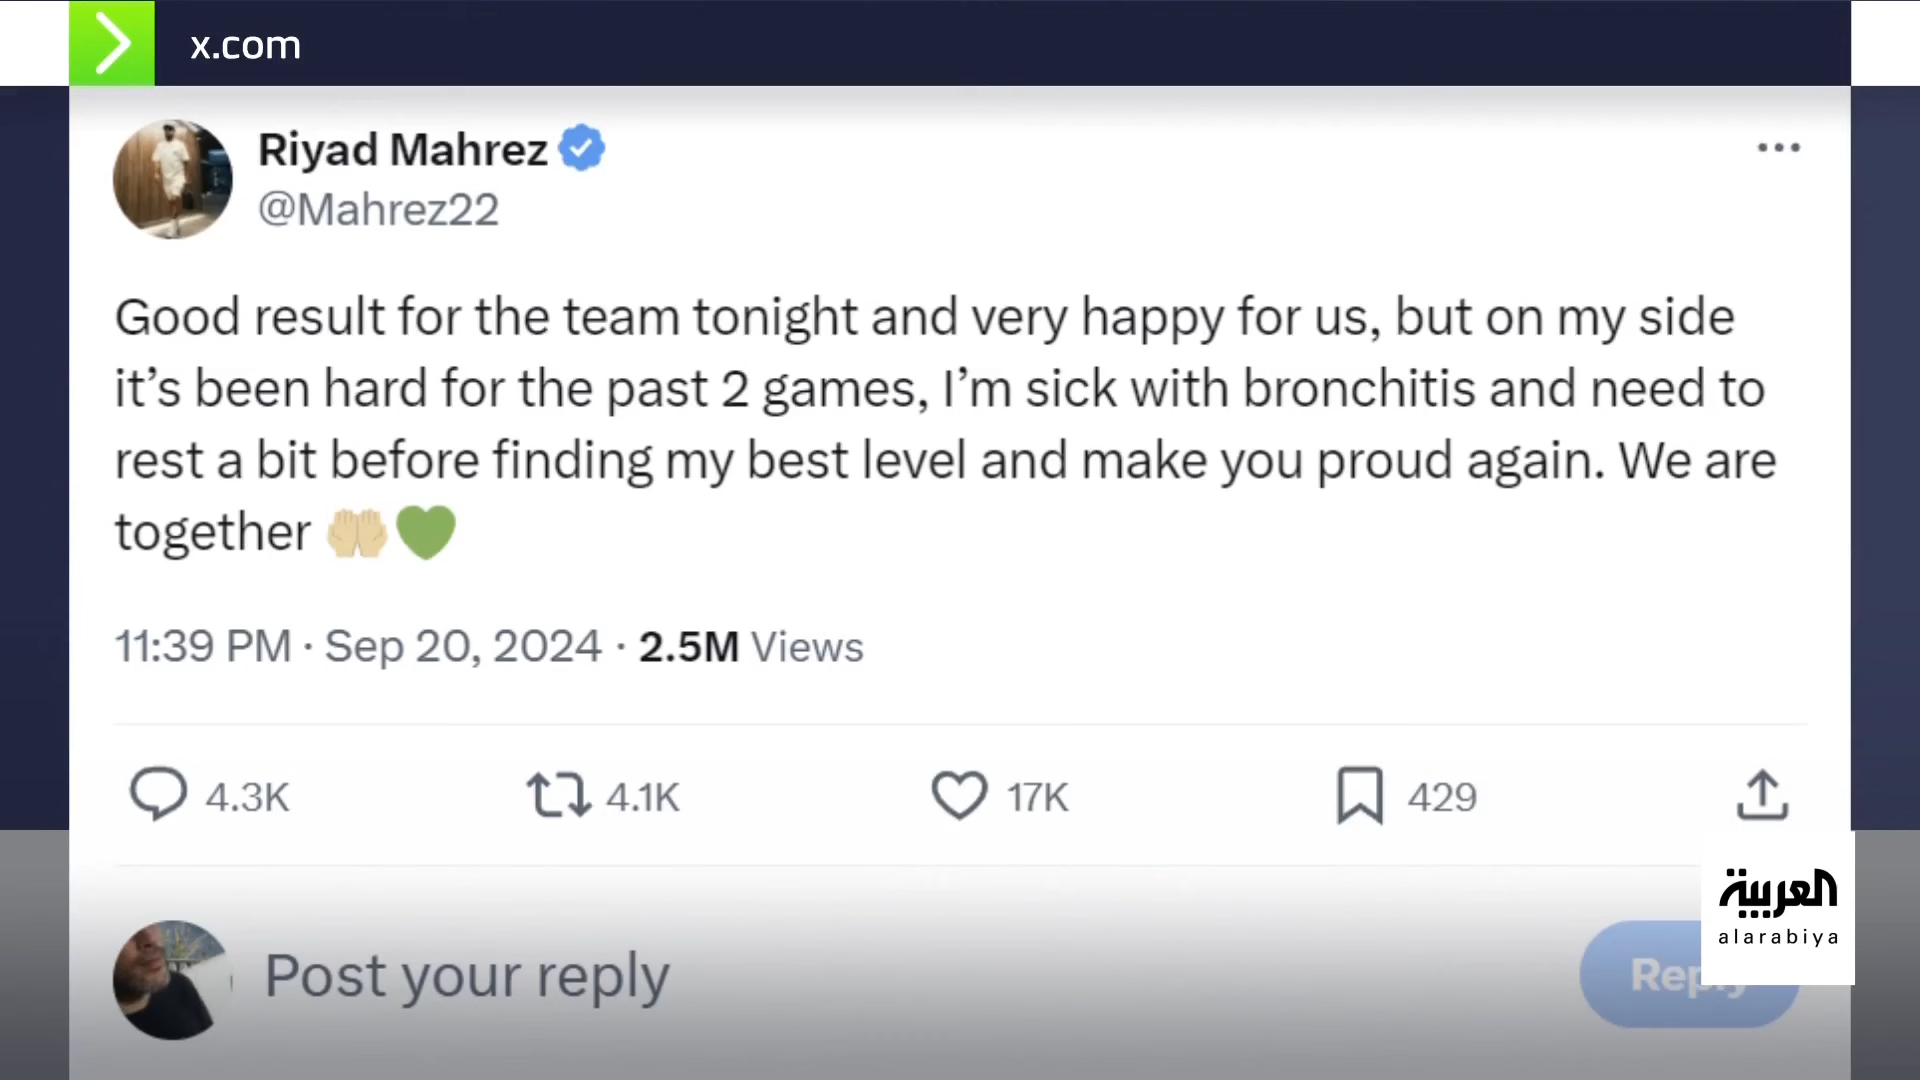 x.com
Riyad Mahrez
@Mahrez22
Good result for the team tonight and very happy for us, but on my side
it’s been hard for the past 2 games, I’m sick with bronchitis and need to
rest a bit before finding my best level and make you proud again. We are
together 🤲🏼💚
11:39 PM · Sep 20, 2024 · 2.5M Views
4.3K 4.1K 17K 429
العربية
alarabiya
Post your reply
Reply